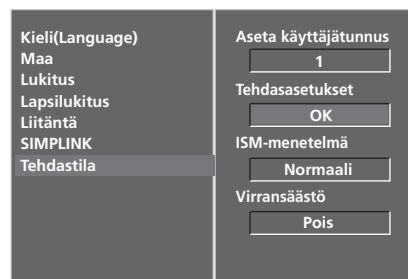 Kieli(Language)
Maa
Lukitus
Lapsilukitus
Liitäntä
SIMPLINK
Tehdastila
Aseta käyttäjätunnus
1
Tehdasasetukset
OK
ISM-menetelmä
Normaali
Virransäästö
Pois